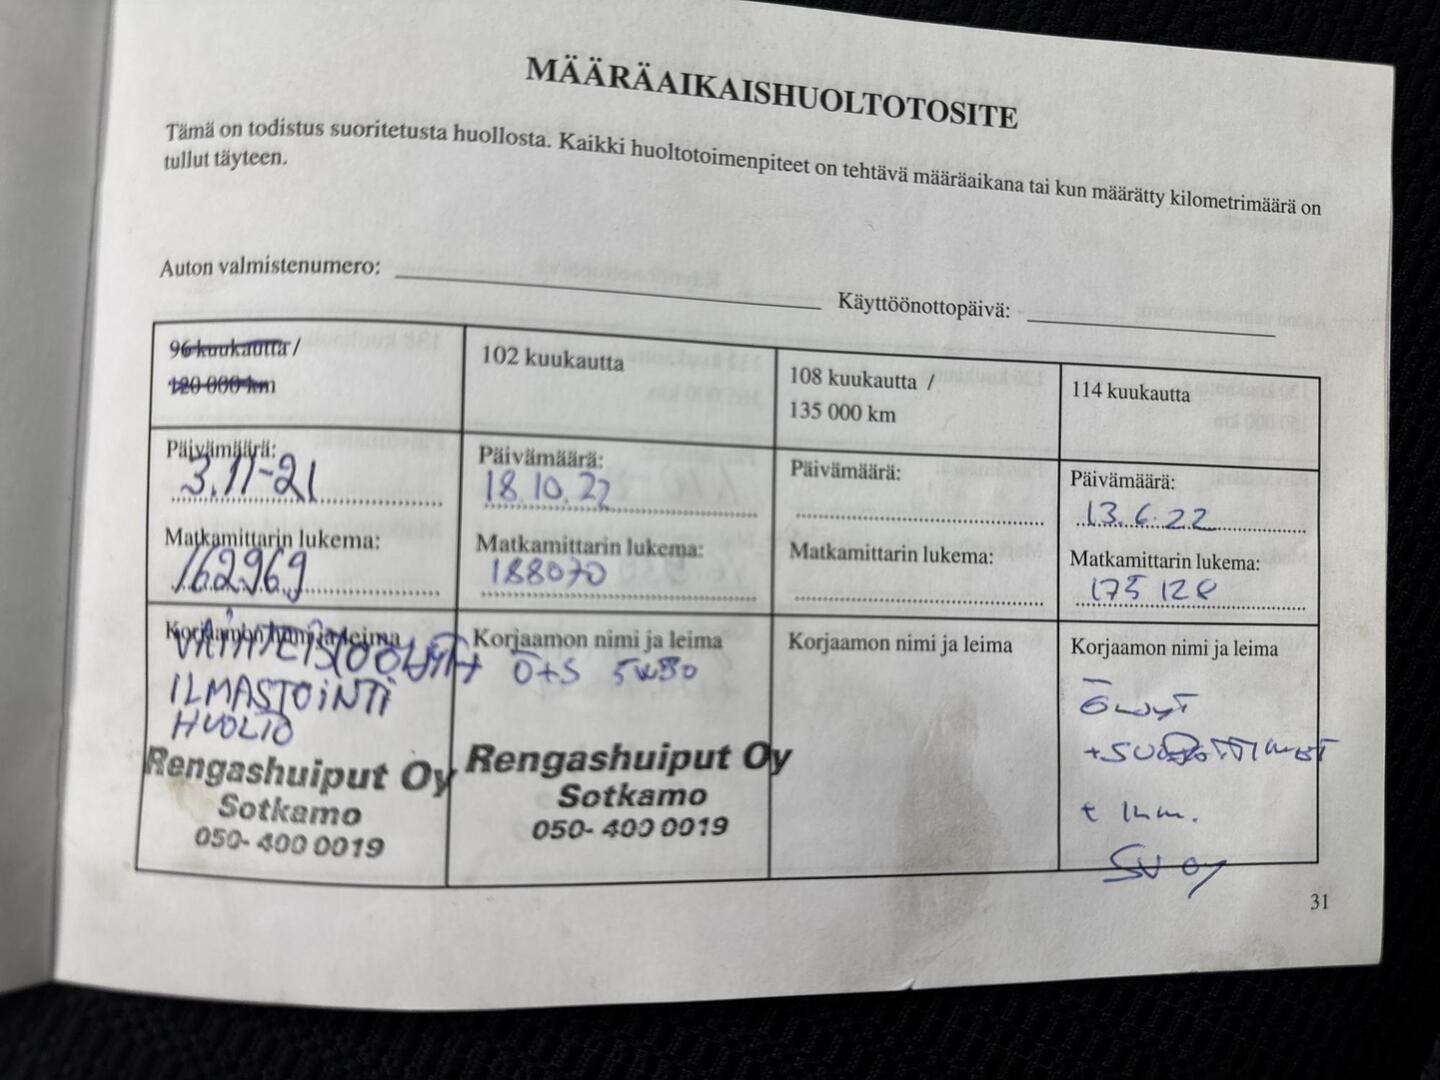 MÄÄRÄAIKAISHUOLTOTOSITE
Tämä on todistus suoritetusta huollosta. Kaikki huoltotoimenpiteet on tehtävä määräaikana tai kun määrätty kilometrimäärä on
tullut täyteen.
Auton valmistenumero:
Käyttöönottopäivä:
96 kuukautta /
120 000 km
Päivämäärä:
3.11-21
Matkamittarin lukema:
162969
Korjaamon nimi ja leima
ILMASTOINTI
HUOLTO
Rengashuiput Oy
Sotkamo
050- 400 0019
102 kuukautta
Päivämäärä:
18.10.22
Matkamittarin lukema:
188070
Korjaamon nimi ja leima
Ö+S 5W30
Rengashuiput Oy
Sotkamo
050- 400 0019
108 kuukautta /
135 000 km
Päivämäärä:
Matkamittarin lukema:
Korjaamon nimi ja leima
114 kuukautta
Päivämäärä:
13.6.22
Matkamittarin lukema:
175 128
Korjaamon nimi ja leima
31